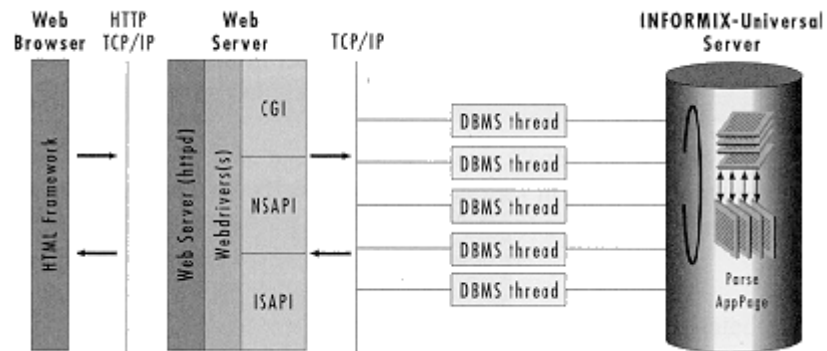 Web
Browser
HTTP
TCP/IP
Web
Server
TCP/IP
INFORMIX-Universal
Server
HTML Framework
Web Server (httpd)
Webdrivers(s)
CGI
NSAPI
ISAPI
DBMS thread
DBMS thread
DBMS thread
DBMS thread
DBMS thread
Parse
AppPage